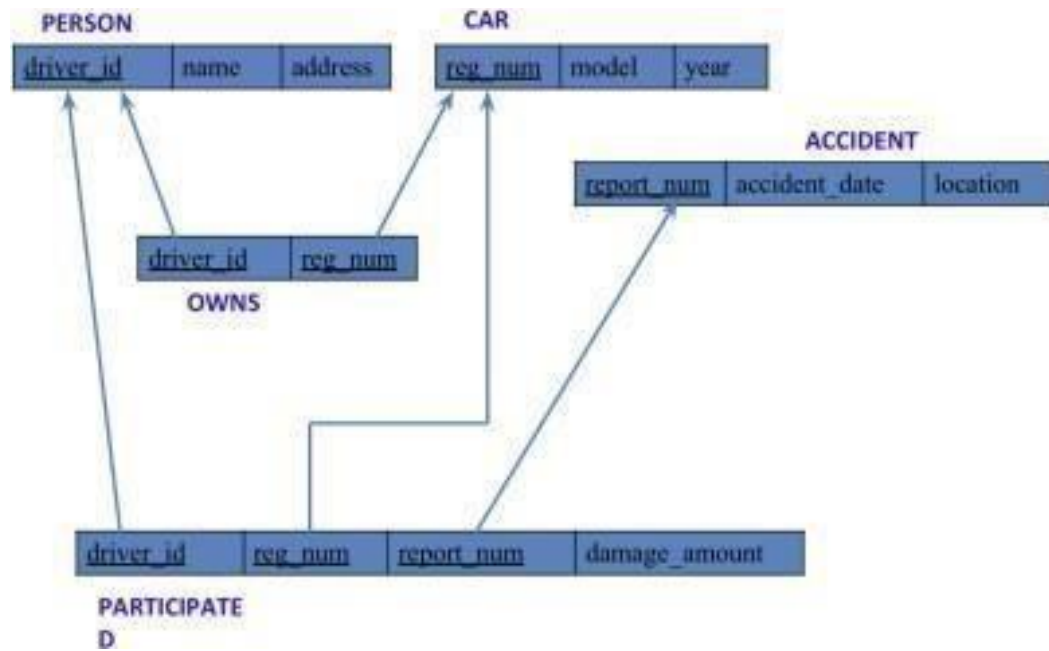 PERSON
driver_id name address
CAR
reg_num model year
ACCIDENT
report_num accident_date location
driver_id reg_num
OWNS
driver_id reg_num report_num damage_amount
PARTICIPATE
D